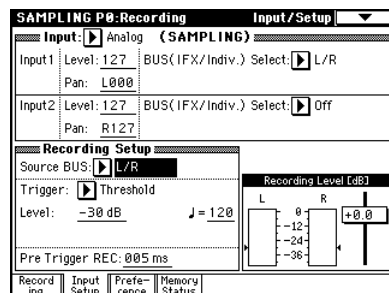 SAMPLING P0:Recording Input/Setup
Input: Analog (SAMPLING)
Input1 Level: 127 BUS(IFX/Indiv.) Select: L/R
Pan: L000
Input2 Level: 127 BUS(IFX/Indiv.) Select: Off
Pan: R127
Recording Setup
Source BUS: L/R
Trigger: Threshold
Level: -30 dB ♩= 120
Pre Trigger REC: 005 ms
Recording Level [dB]
L R
0
-12
-24
-36
+0.0
Record ing
Input Setup
Prefe- rence
Memory Status